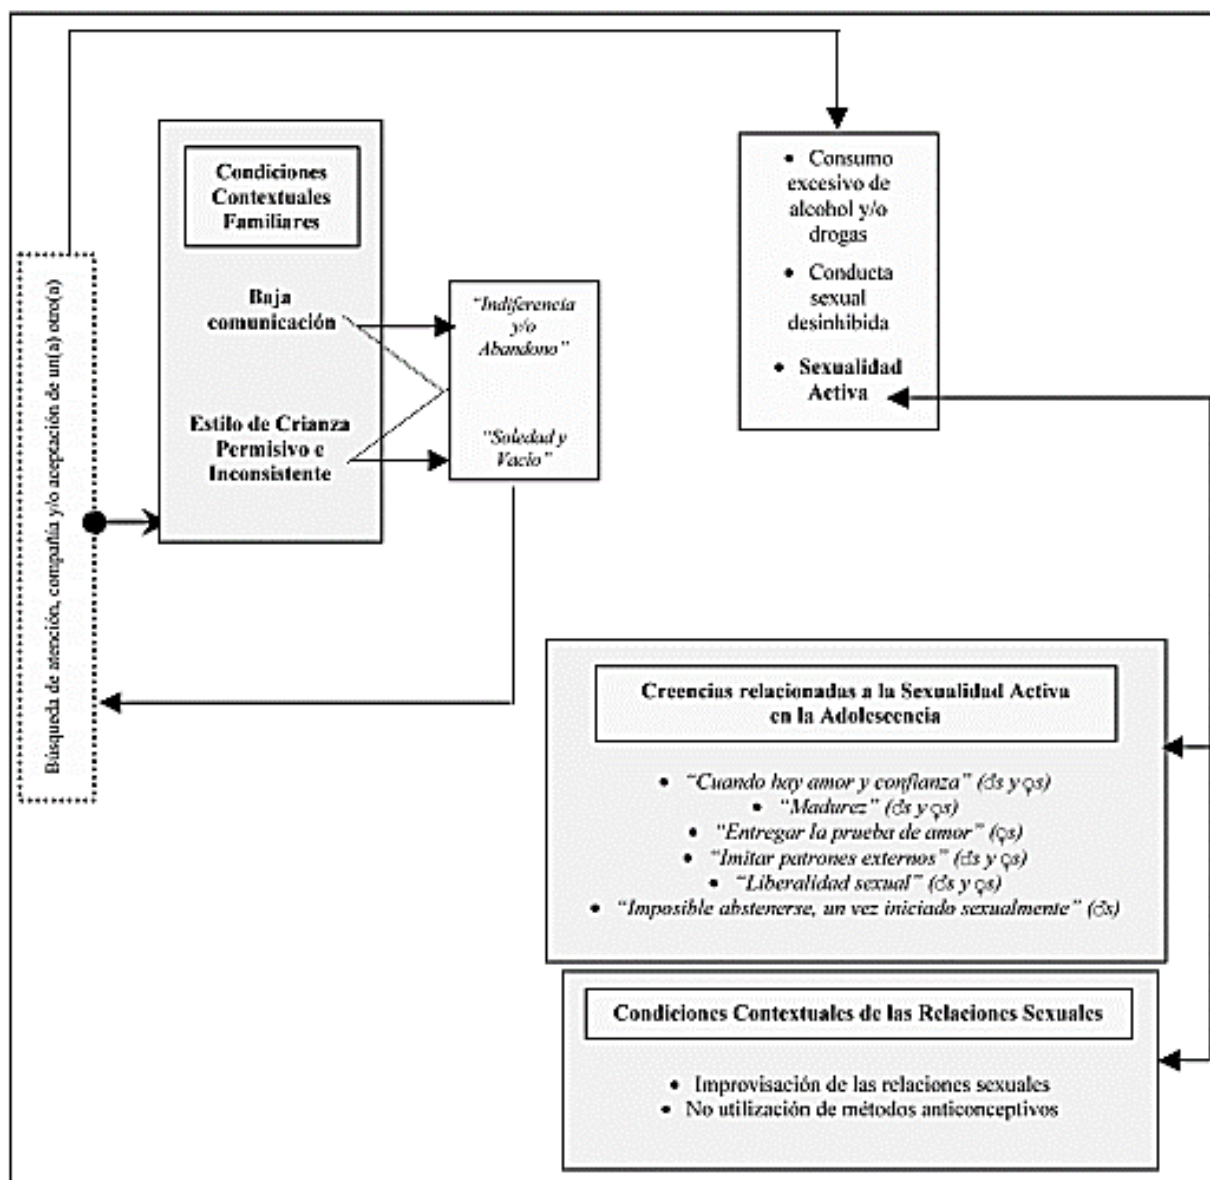 Búsqueda de atención, compañía y/o aceptación de un(a) otro(a)
Condiciones
Contextuales
Familiares
Baja
comunicación
Estilo de Crianza
Permisivo e
Inconsistente
“Indiferencia
y/o
Abandono”
“Soledad y
Vacío”
• Consumo
excesivo de
alcohol y/o
drogas
• Conducta
sexual
desinhibida
• Sexualidad
Activa
Creencias relacionadas a la Sexualidad Activa
en la Adolescencia
• “Cuando hay amor y confianza” (♂s y ♀s)
• “Madurez” (♂s y ♀s)
• “Entregar la prueba de amor” (♀s)
• “Imitar patrones externos” (♂s y ♀s)
• “Liberalidad sexual” (♂s y ♀s)
• “Imposible abstenerse, un vez iniciado sexualmente” (♂s)
Condiciones Contextuales de las Relaciones Sexuales
• Improvisación de las relaciones sexuales
• No utilización de métodos anticonceptivos